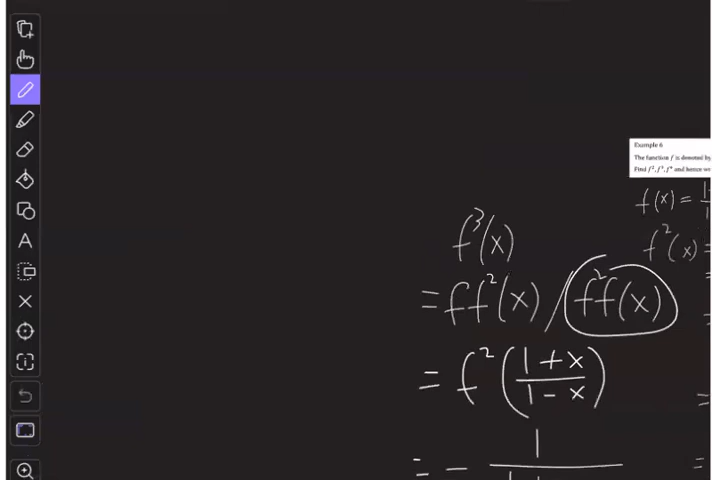 Example 6
The function f is denoted by
Find f², f³, f⁴ and hence
f(x) = 1
f²(x) =
f³(x)
= ff²(x) / f²f(x)
= f²((1+x)/(1-x))
= - 1